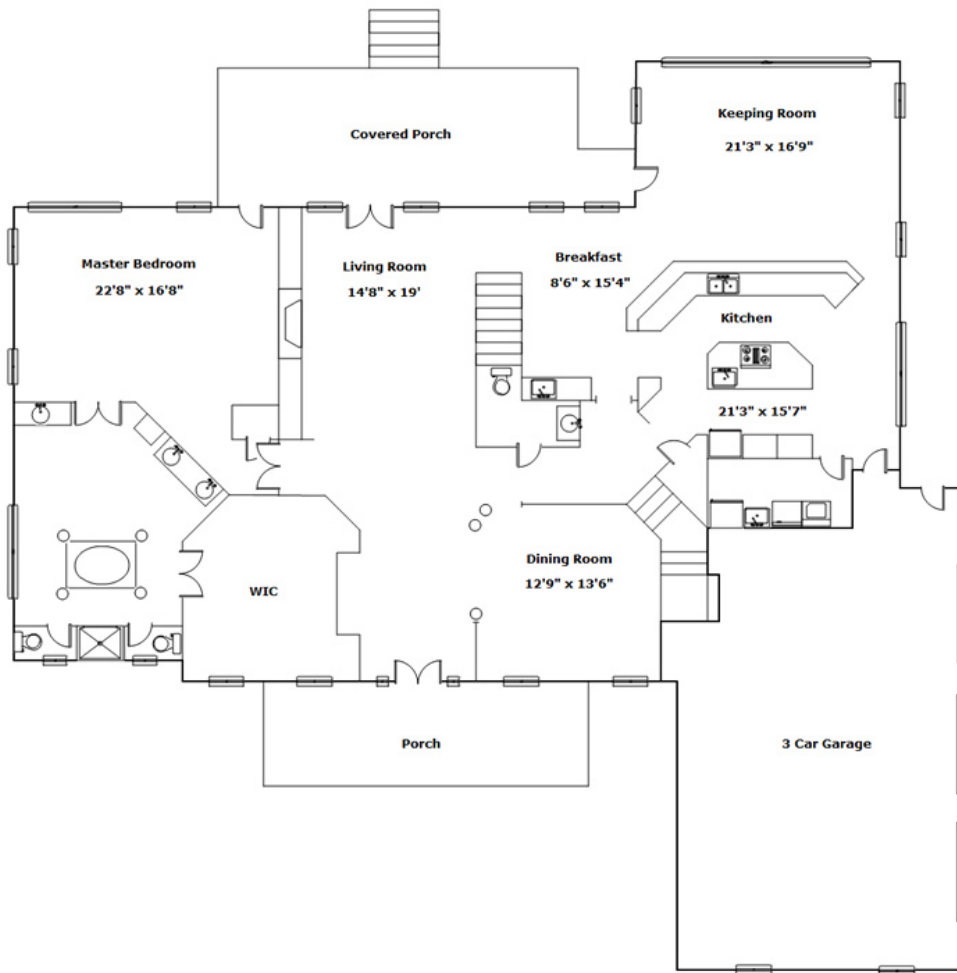 Covered Porch
Keeping Room
21'3" x 16'9"
Master Bedroom
22'8" x 16'8"
Living Room
14'8" x 19'
Breakfast
8'6" x 15'4"
Kitchen
21'3" x 15'7"
Dining Room
12'9" x 13'6"
WIC
Porch
3 Car Garage